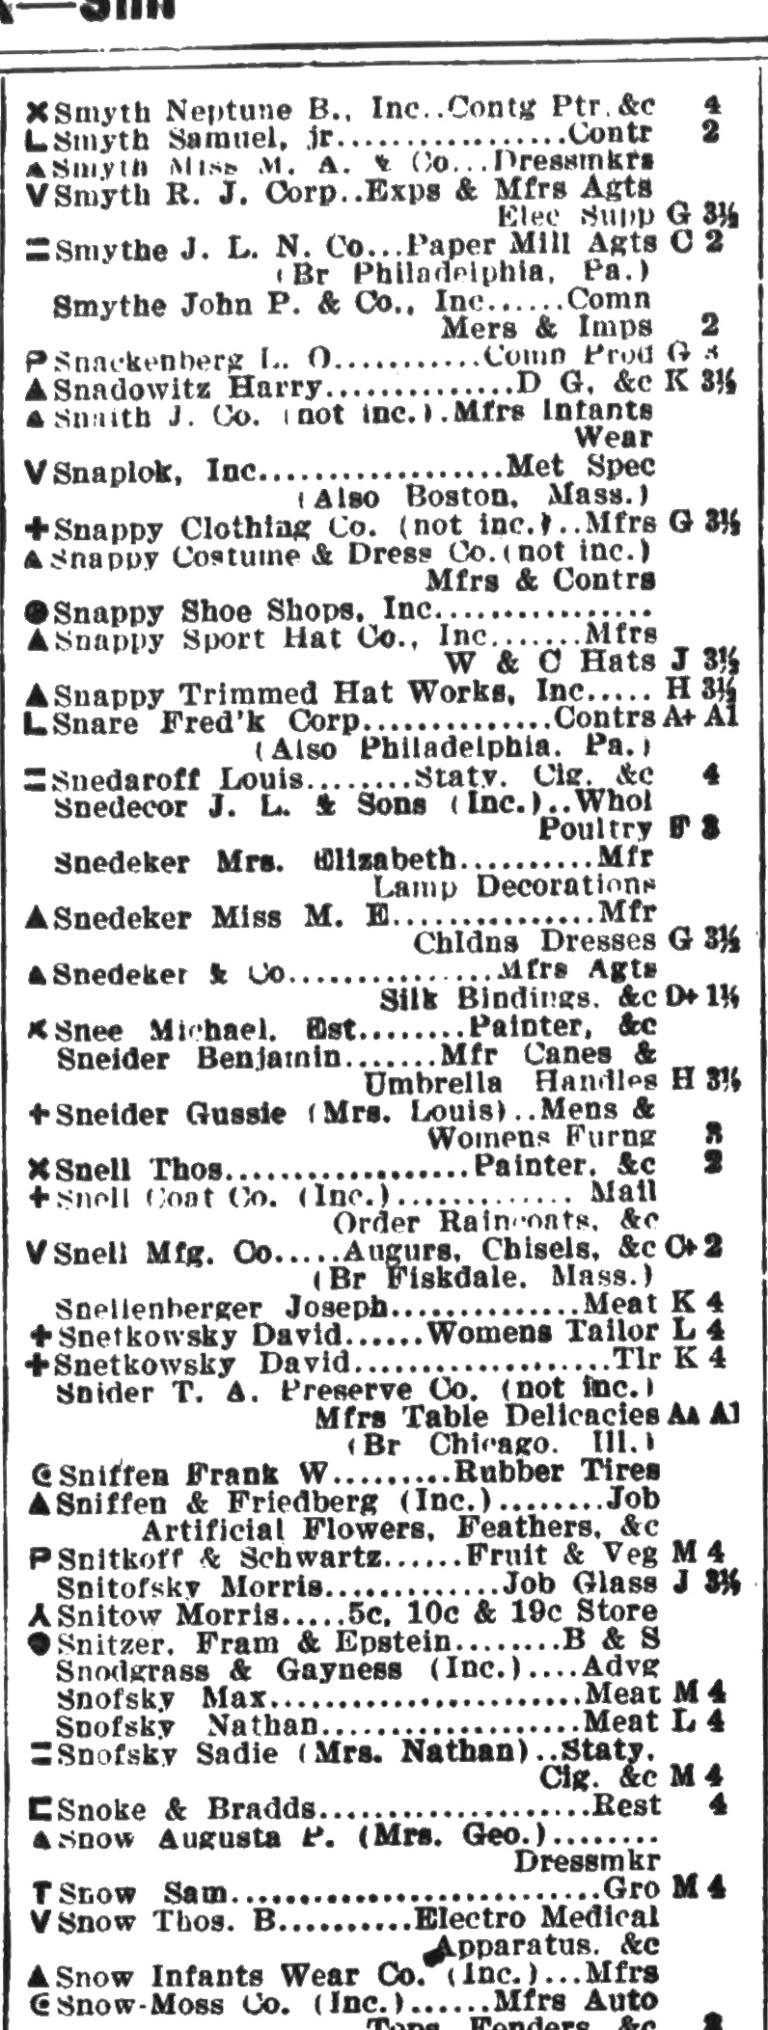 ✕ Smyth Neptune B., Inc..Contg Ptr. &c 4
L Smyth Samuel, jr.................Contr 2
▲ Smyth Miss M. A. & Co...Dressmkrs
V Smyth R. J. Corp..Exps & Mfrs Agts
Elec Supp G 3½
= Smythe J. L. N. Co...Paper Mill Agts C 2
(Br Philadelphia, Pa.)
Smythe John P. & Co., Inc......Comn
Mers & Imps 2
P Snackenberg L. O...........Comn Prod G 3
▲ Snadowitz Harry..............D G, &c K 3½
▲ Snaith J. Co. (not inc.).Mfrs Infants
Wear
V Snaplok, Inc..................Met Spec
(Also Boston, Mass.)
+ Snappy Clothing Co. (not inc.)..Mfrs G 3½
▲ Snappy Costume & Dress Co.(not inc.)
Mfrs & Contrs
● Snappy Shoe Shops, Inc................
▲ Snappy Sport Hat Co., Inc.......Mfrs
W & C Hats J 3½
▲ Snappy Trimmed Hat Works, Inc..... H 3½
L Snare Fred'k Corp..............Contrs A+ A1
(Also Philadelphia. Pa.)
= Snedaroff Louis........Staty. Cig. &c 4
Snedecor J. L. & Sons (Inc.)..Whol
Poultry F 3
Snedeker Mrs. Elizabeth..........Mfr
Lamp Decorations
▲ Snedeker Miss M. E...............Mfr
Chldns Dresses G 3½
▲ Snedeker & Co...............Mfrs Agts
Silk Bindings. &c D+ 1½
✕ Snee Michael. Est........Painter, &c
Sneider Benjamin.......Mfr Canes &
Umbrella Handles H 3½
+ Sneider Gussie (Mrs. Louis)..Mens &
Womens Furng 3
✕ Snell Thos...................Painter. &c 2
+ Snell Coat Co. (Inc.).............. Mail
Order Raincoats, &c
V Snell Mfg. Co.....Augurs, Chisels, &c C+ 2
(Br Fiskdale. Mass.)
Snellenberger Joseph..............Meat K 4
+ Snetkowsky David......Womens Tailor L 4
+ Snetkowsky David...................Tlr K 4
Snider T. A. Preserve Co. (not inc.)
Mfrs Table Delicacies Aa A1
(Br Chicago. Ill.)
Sniffen Frank W.........Rubber Tires
▲ Sniffen & Friedberg (Inc.)........Job
Artificial Flowers, Feathers, &c
P Snitkoff & Schwartz......Fruit & Veg M 4
Snitofsky Morris.............Job Glass J 3½
⅄ Snitow Morris.....5c, 10c & 19c Store
● Snitzer, Fram & Epstein........B & S
Snodgrass & Gayness (Inc.)....Advg
Snofsky Max.......................Meat M 4
Snofsky Nathan...................Meat L 4
= Snofsky Sadie (Mrs. Nathan)..Staty.
Cig. &c M 4
⊏ Snoke & Bradds....................Rest 4
▲ Snow Augusta P. (Mrs. Geo.)........
Dressmkr
T Snow Sam...........................Gro M 4
V Snow Thos. B..........Electro Medical
Apparatus. &c
▲ Snow Infants Wear Co. (Inc.)...Mfrs
Snow-Moss Co. (Inc.)......Mfrs Auto
Tops, Fenders, &c 3